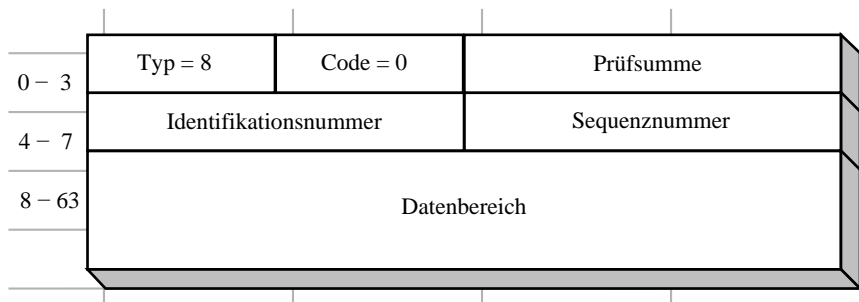 0 − 3 Typ = 8 Code = 0 Prüfsumme
4 − 7 Identifikationsnummer Sequenznummer
8 − 63 Datenbereich